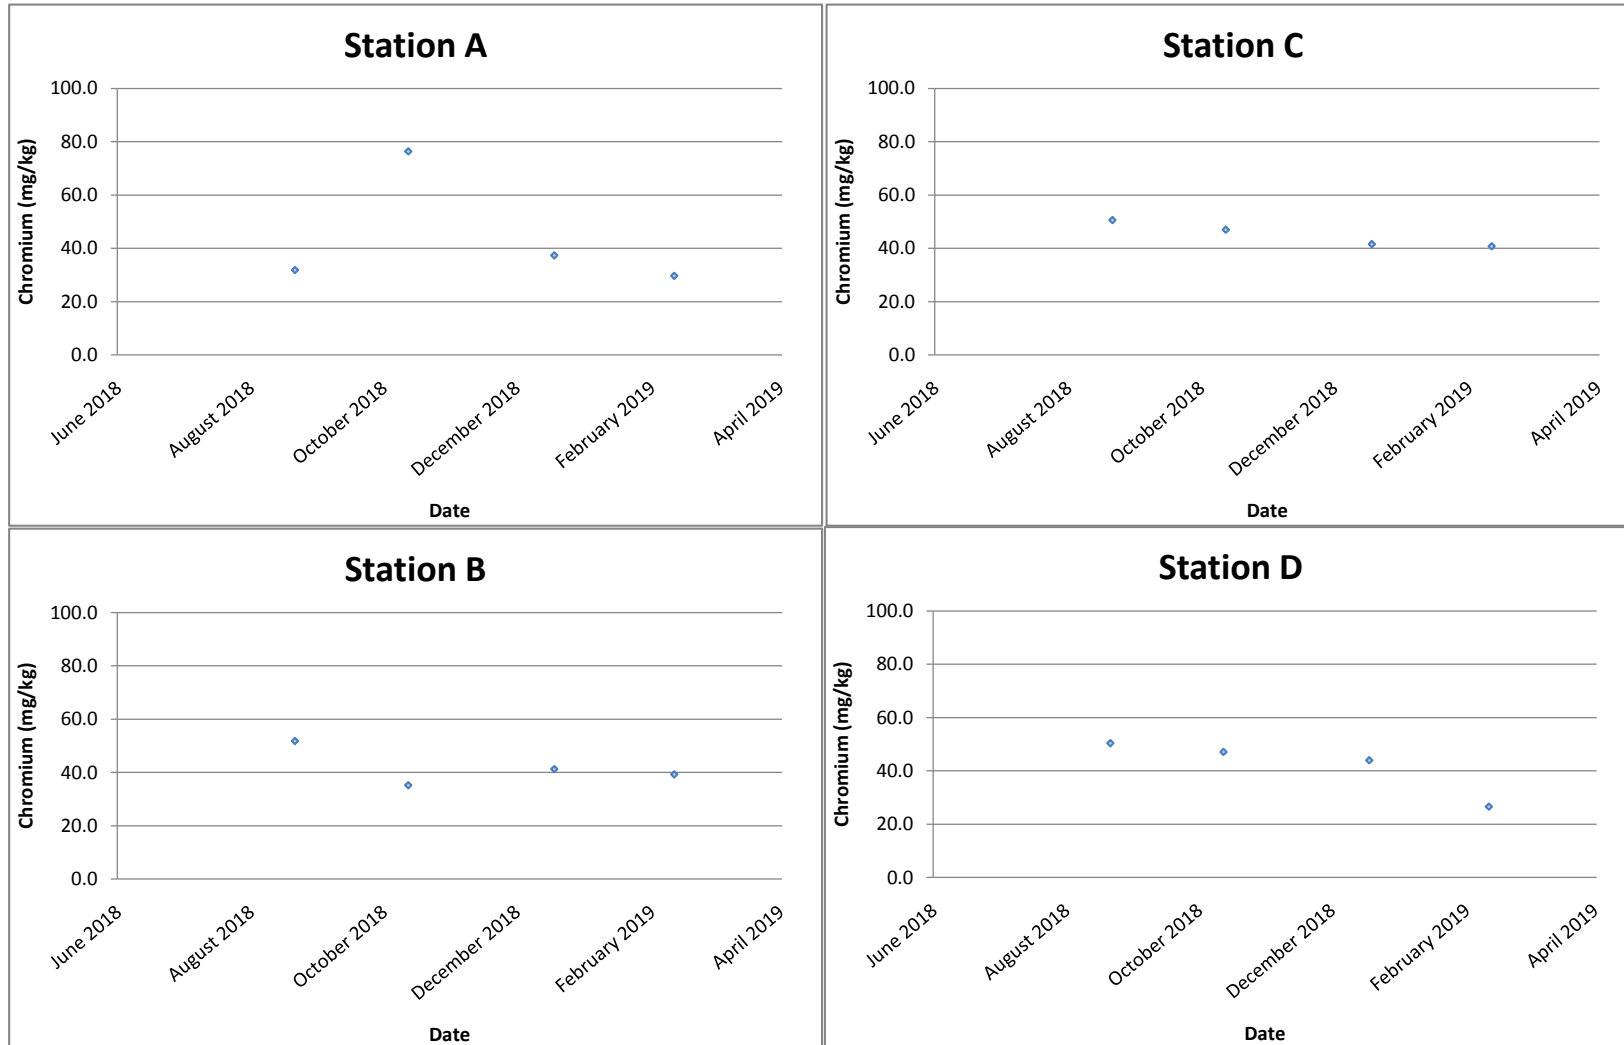 Station A
Chromium (mg/kg)
100.0
80.0
60.0
40.0
20.0
0.0
June 2018
August 2018
October 2018
December 2018
February 2019
April 2019
Date
Station C
Chromium (mg/kg)
100.0
80.0
60.0
40.0
20.0
0.0
June 2018
August 2018
October 2018
December 2018
February 2019
April 2019
Date
Station B
Chromium (mg/kg)
100.0
80.0
60.0
40.0
20.0
0.0
June 2018
August 2018
October 2018
December 2018
February 2019
April 2019
Date
Station D
Chromium (mg/kg)
100.0
80.0
60.0
40.0
20.0
0.0
June 2018
August 2018
October 2018
December 2018
February 2019
April 2019
Date